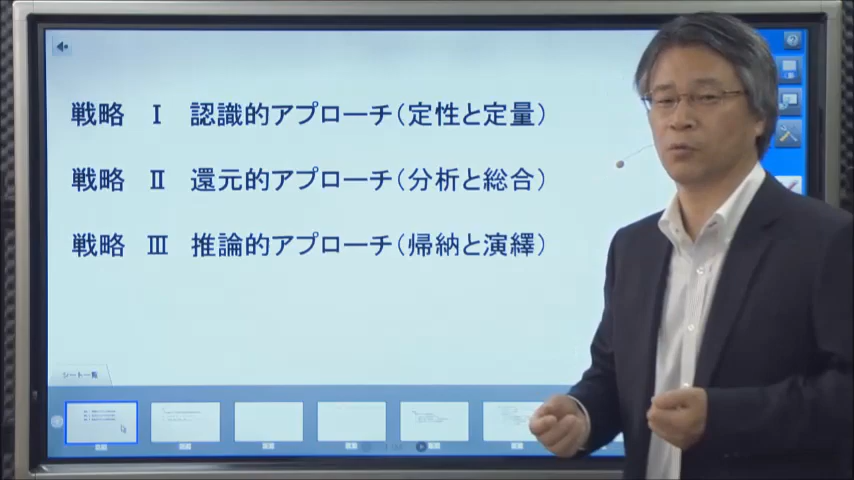 戦略 Ⅰ 認識的アプローチ（定性と定量）
戦略 Ⅱ 還元的アプローチ（分析と総合）
戦略 Ⅲ 推論的アプローチ（帰納と演繹）
シート一覧